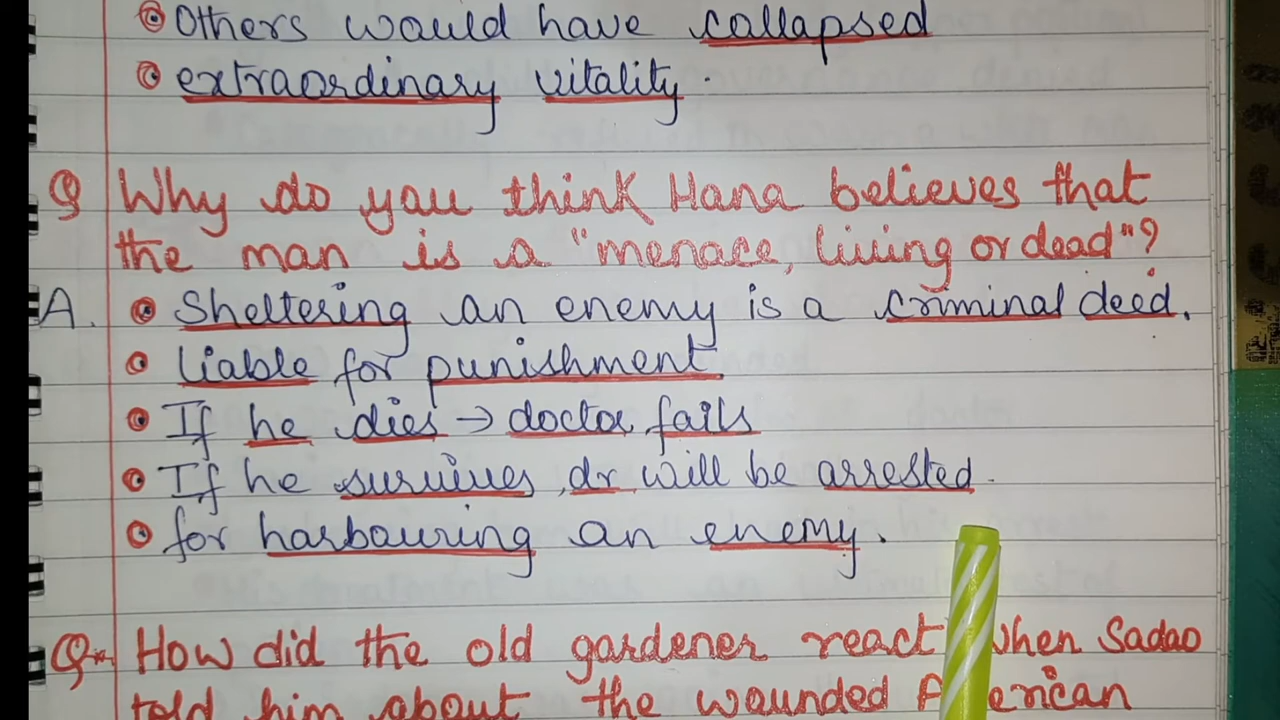 Others would have collapsed
extraordinary vitality.
Q Why do you think Hana believes that
the man is a "menace, living or dead"?
A. Sheltering an enemy is a criminal deed.
liable for punishment
If he dies → doctor fails
If he survives, dr will be arrested.
for harbouring an enemy.
Q How did the old gardener react when Sadao
told him about the wounded American